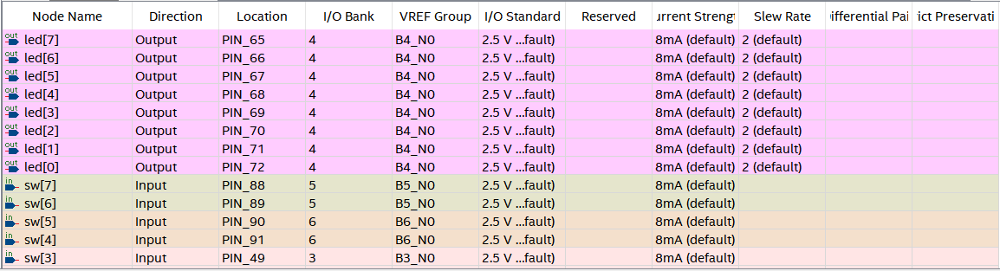 Node Name Direction Location I/O Bank VREF Group I/O Standard Reserved urrent Strengt Slew Rate ifferential Pai ict Preservati
out led[7] Output PIN_65 4 B4_N0 2.5 V ...fault) 8mA (default) 2 (default)
out led[6] Output PIN_66 4 B4_N0 2.5 V ...fault) 8mA (default) 2 (default)
out led[5] Output PIN_67 4 B4_N0 2.5 V ...fault) 8mA (default) 2 (default)
out led[4] Output PIN_68 4 B4_N0 2.5 V ...fault) 8mA (default) 2 (default)
out led[3] Output PIN_69 4 B4_N0 2.5 V ...fault) 8mA (default) 2 (default)
out led[2] Output PIN_70 4 B4_N0 2.5 V ...fault) 8mA (default) 2 (default)
out led[1] Output PIN_71 4 B4_N0 2.5 V ...fault) 8mA (default) 2 (default)
out led[0] Output PIN_72 4 B4_N0 2.5 V ...fault) 8mA (default) 2 (default)
in sw[7] Input PIN_88 5 B5_N0 2.5 V ...fault) 8mA (default)
in sw[6] Input PIN_89 5 B5_N0 2.5 V ...fault) 8mA (default)
in sw[5] Input PIN_90 6 B6_N0 2.5 V ...fault) 8mA (default)
in sw[4] Input PIN_91 6 B6_N0 2.5 V ...fault) 8mA (default)
in sw[3] Input PIN_49 3 B3_N0 2.5 V ...fault) 8mA (default)